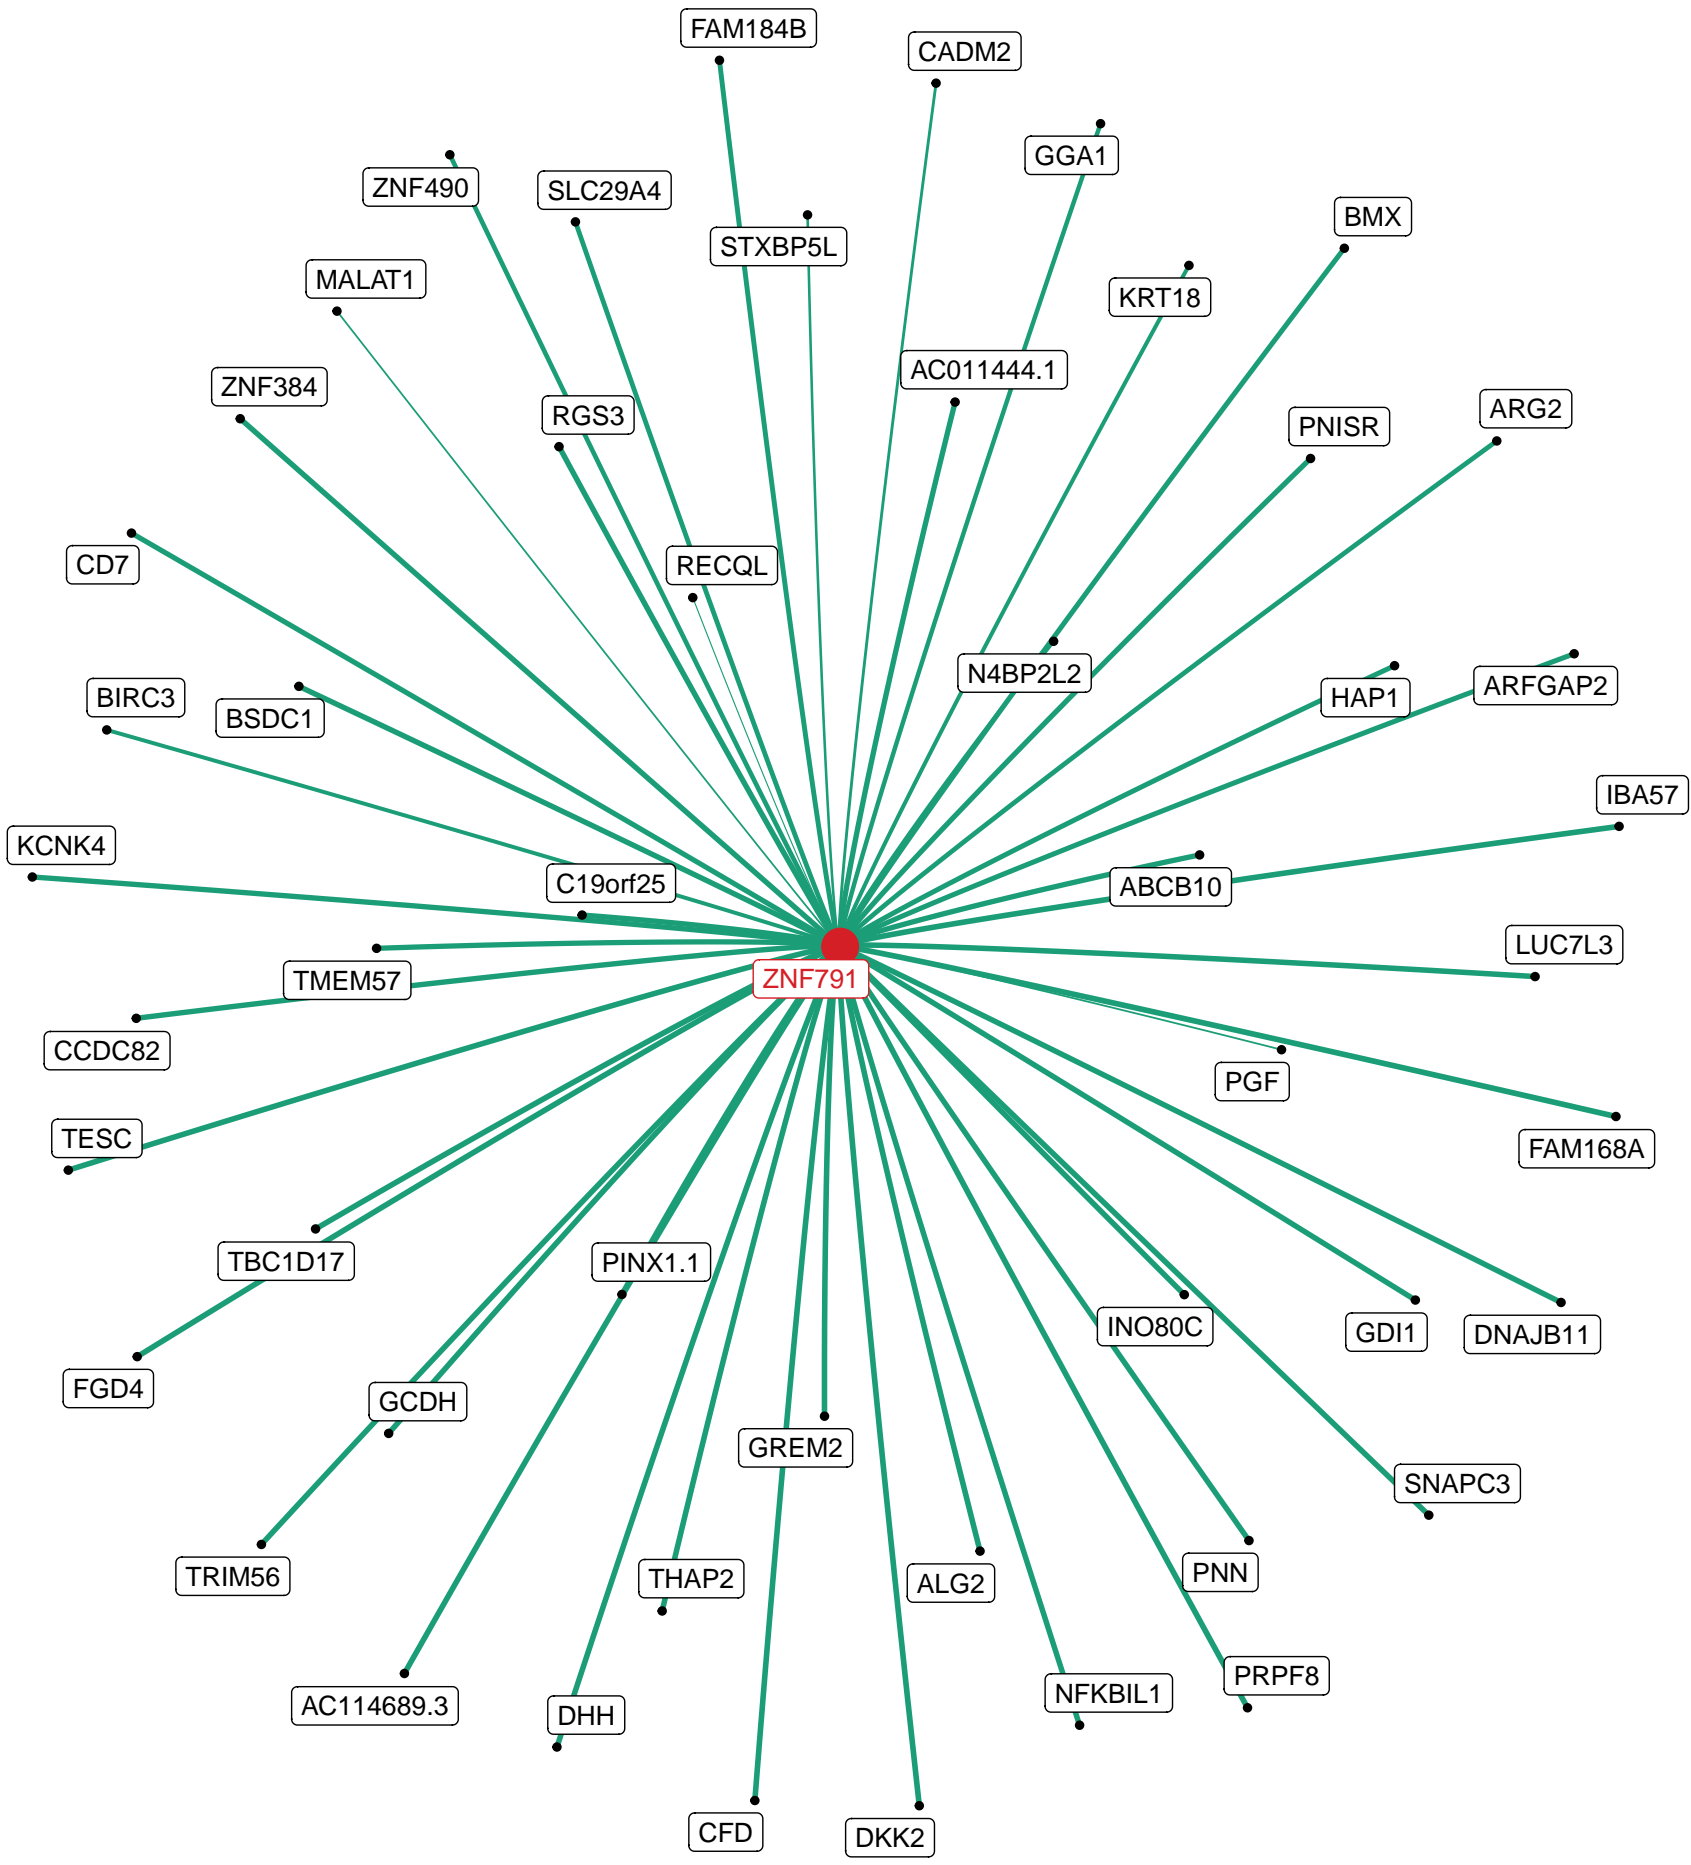 FAM184B
CADM2
GGA1
ZNF490
SLC29A4
BMX
STXBP5L
MALAT1
KRT18
AC011444.1
ZNF384
ARG2
RGS3
PNISR
CD7
RECQL
N4BP2L2
ARFGAP2
BIRC3
HAP1
BSDC1
IBA57
KCNK4
C19orf25
ABCB10
LUC7L3
ZNF791
TMEM57
CCDC82
PGF
TESC
FAM168A
TBC1D17
PINX1.1
INO80C
GDI1
DNAJB11
FGD4
GCDH
GREM2
SNAPC3
PNN
TRIM56
THAP2
ALG2
PRPF8
NFKBIL1
AC114689.3
DHH
CFD
DKK2